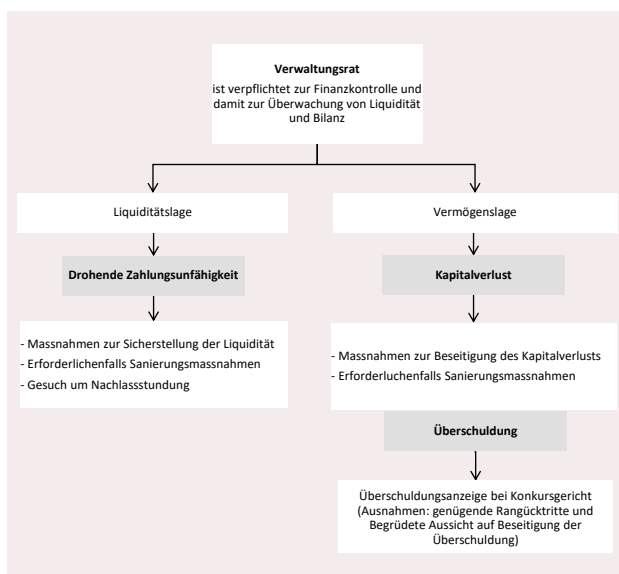 Verwaltungsrat
ist verpflichtet zur Finanzkontrolle und
damit zur Überwachung von Liquidität
und Bilanz
Liquiditätslage
Vermögenslage
Drohende Zahlungsunfähigkeit
Kapitalverlust
- Massnahmen zur Sicherstellung der Liquidität
- Erforderlichenfalls Sanierungsmassnahmen
- Gesuch um Nachlassstundung
- Massnahmen zur Beseitigung des Kapitalverlusts
- Erforderluchenfalls Sanierungsmassnahmen
Überschuldung
Überschuldungsanzeige bei Konkursgericht
(Ausnahmen: genügende Rangücktritte und
Begrüdete Aussicht auf Beseitigung der
Überschuldung)